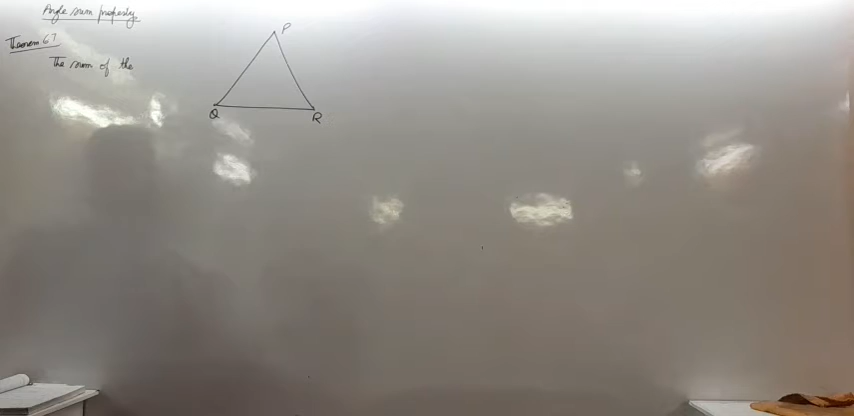 Angle sum property
Theorem 6.7
The sum of the
P
Q
R